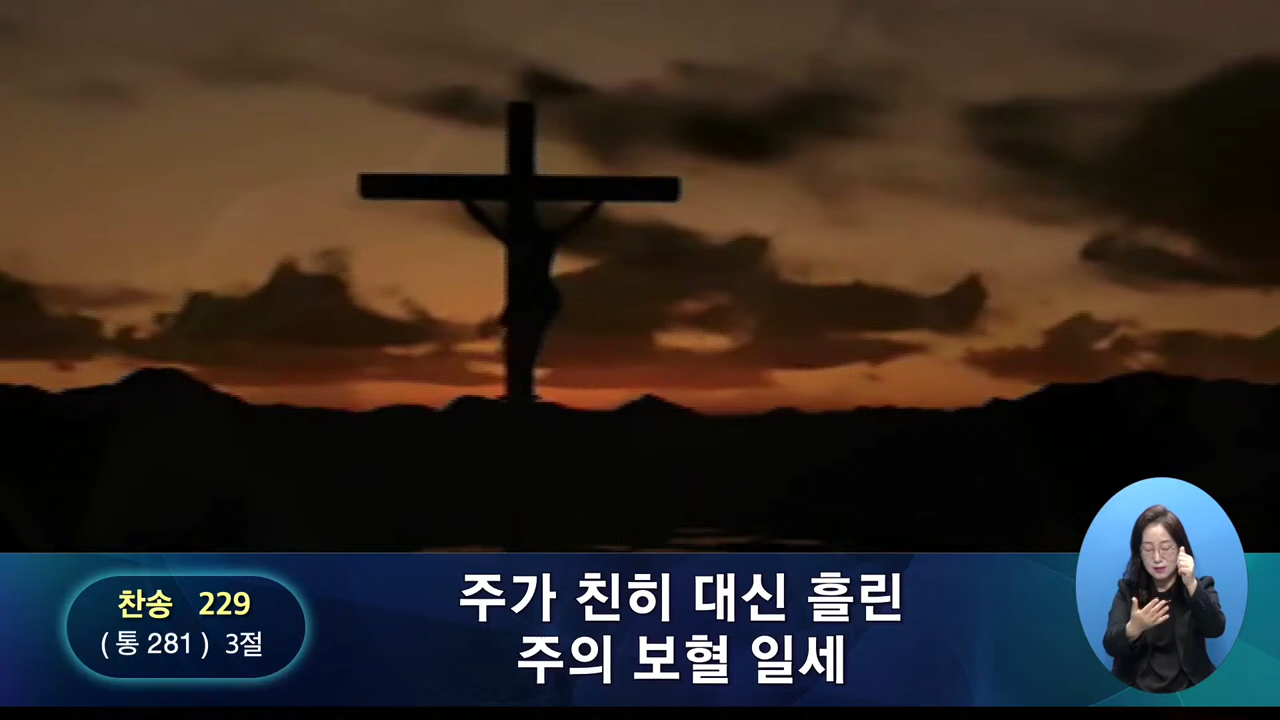 찬송 229
( 통 281 ) 3절
주가 친히 대신 흘린
주의 보혈 일세